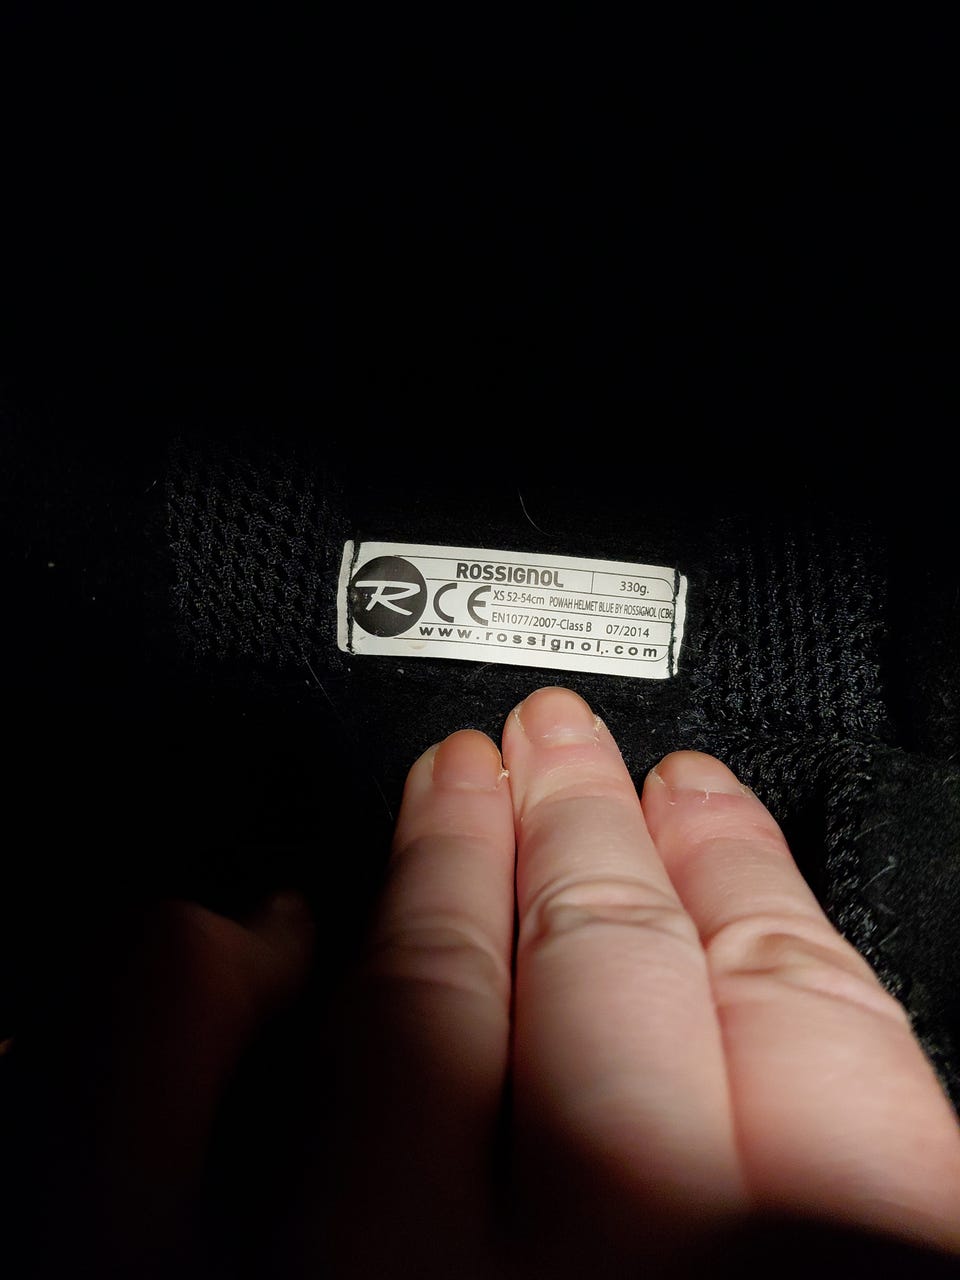 ROSSIGNOL 330g.
R CE XS 52-54cm POWAH HELMET BLUE BY ROSSIGNOL
EN1077/2007-Class B 07/2014
www.rossignol.com